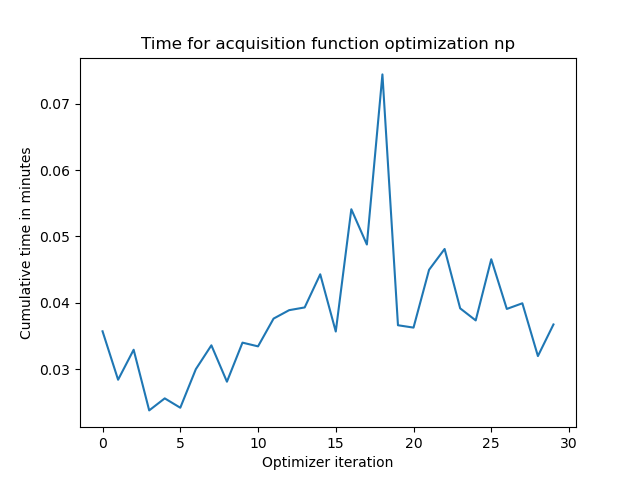 Time for acquisition function optimization np
Cumulative time in minutes
0.07
0.06
0.05
0.04
0.03
0 5 10 15 20 25 30
Optimizer iteration